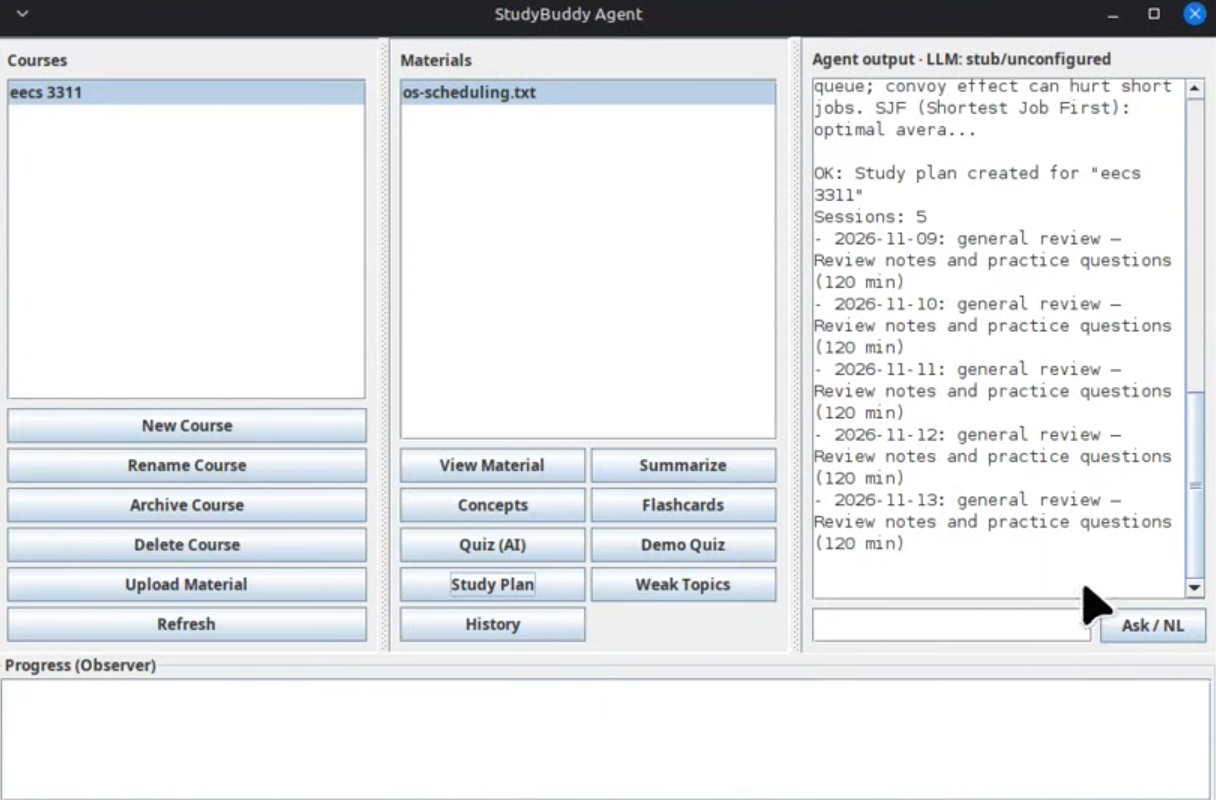 StudyBuddy Agent
Courses
eecs 3311
New Course
Rename Course
Archive Course
Delete Course
Upload Material
Refresh
Materials
os-scheduling.txt
View Material
Summarize
Concepts
Flashcards
Quiz (AI)
Demo Quiz
Study Plan
Weak Topics
History
Agent output · LLM: stub/unconfigured
queue; convoy effect can hurt short
jobs. SJF (Shortest Job First):
optimal avera...
OK: Study plan created for "eecs
3311"
Sessions: 5
- 2026-11-09: general review —
Review notes and practice questions
(120 min)
- 2026-11-10: general review —
Review notes and practice questions
(120 min)
- 2026-11-11: general review —
Review notes and practice questions
(120 min)
- 2026-11-12: general review —
Review notes and practice questions
(120 min)
- 2026-11-13: general review —
Review notes and practice questions
(120 min)
Ask / NL
Progress (Observer)